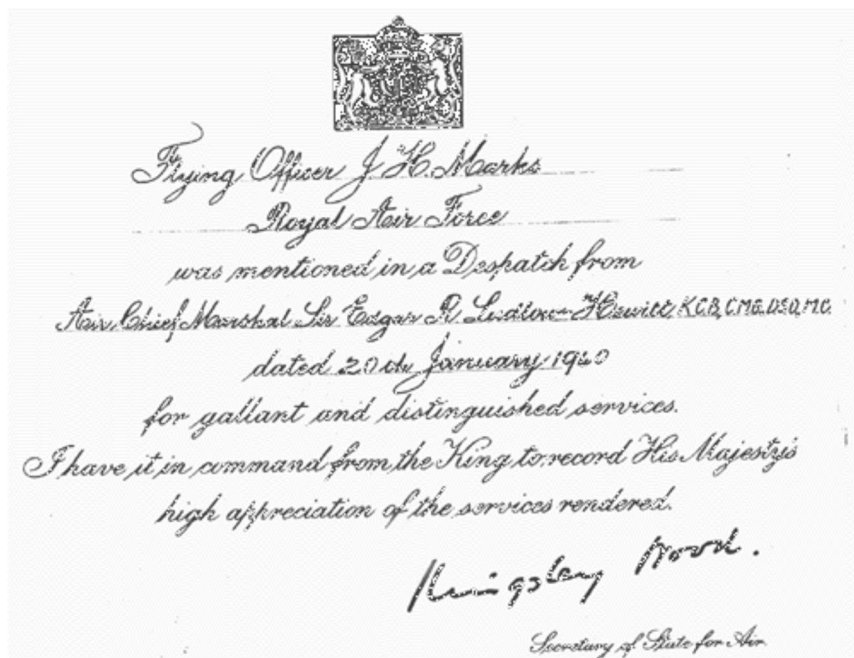 Flying Officer J. H. Marks
Royal Air Force
was mentioned in a Despatch from
Air Chief Marshal Sir Edgar R. Ludlow-Hewitt K.C.B., C.M.G., D.S.O., M.C.
dated 20th January 1940
for gallant and distinguished services.
I have it in command from the King to record His Majesty's
high appreciation of the services rendered.
Kingsley Wood.
Secretary of State for Air